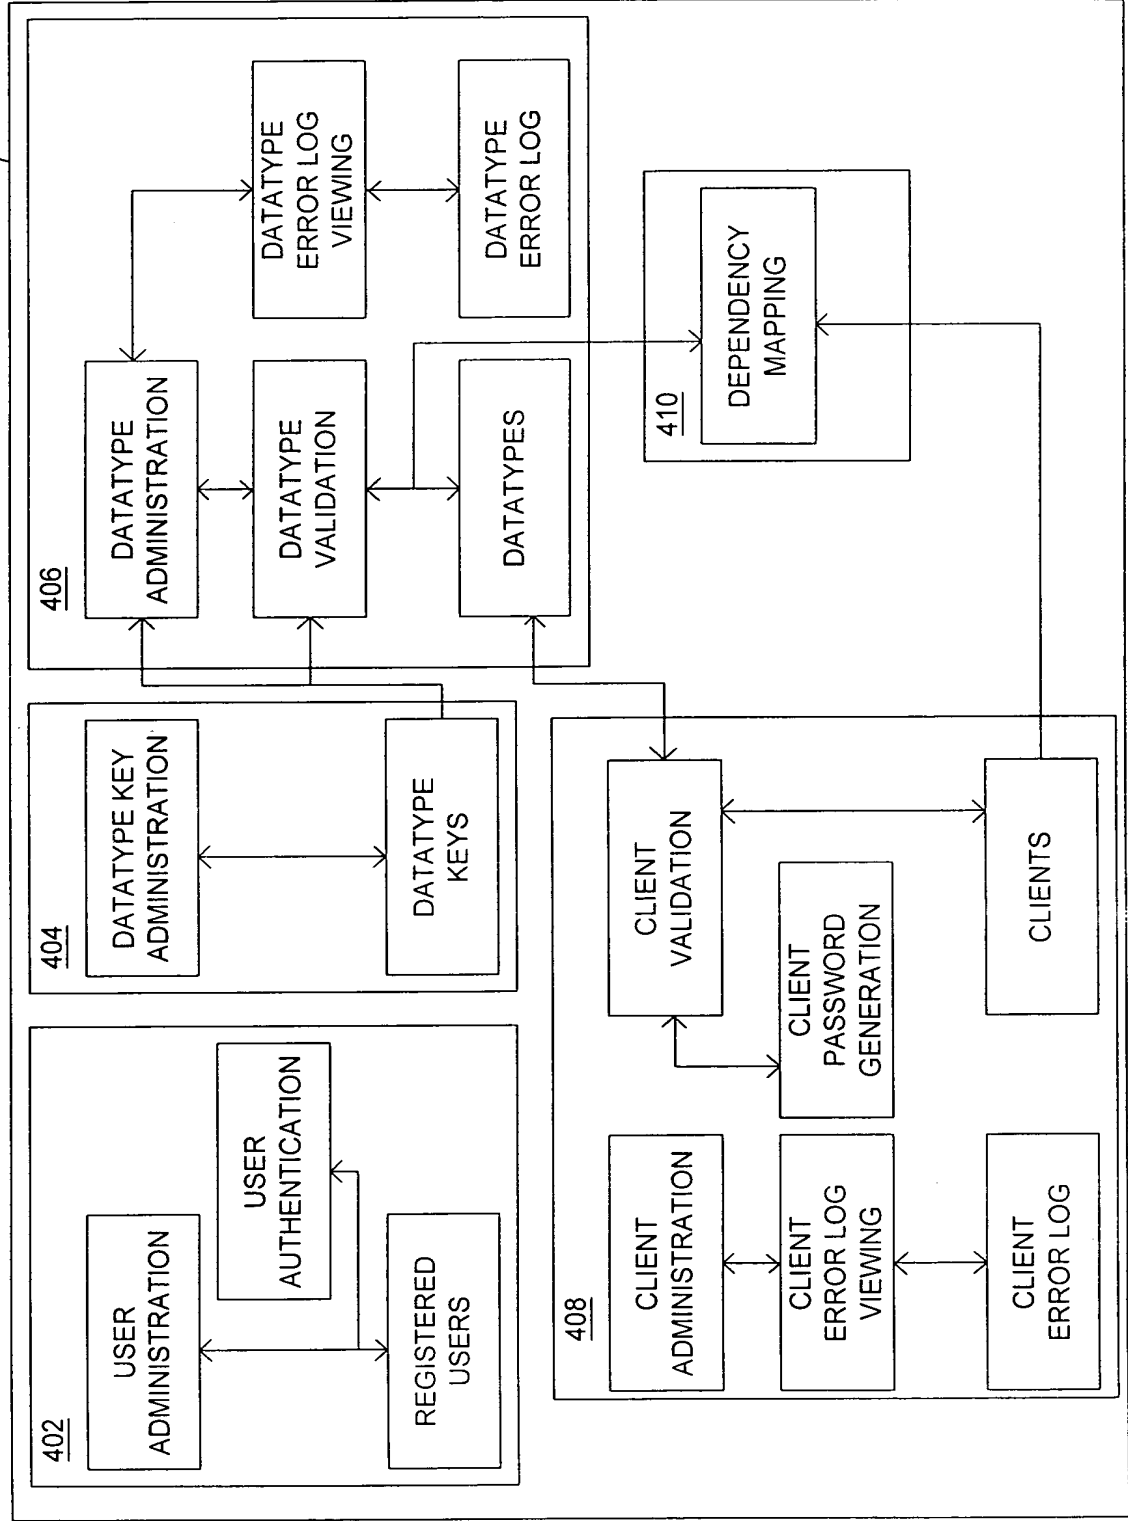 402
USER
ADMINISTRATION
USER
AUTHENTICATION
REGISTERED
USERS
404
DATATYPE KEY
ADMINISTRATION
DATATYPE
KEYS
406
DATATYPE
ADMINISTRATION
DATATYPE
VALIDATION
DATATYPES
DATATYPE
ERROR LOG
VIEWING
DATATYPE
ERROR LOG
408
CLIENT
ADMINISTRATION
CLIENT
ERROR LOG
VIEWING
CLIENT
ERROR LOG
CLIENT
VALIDATION
CLIENT
PASSWORD
GENERATION
CLIENTS
410
DEPENDENCY
MAPPING